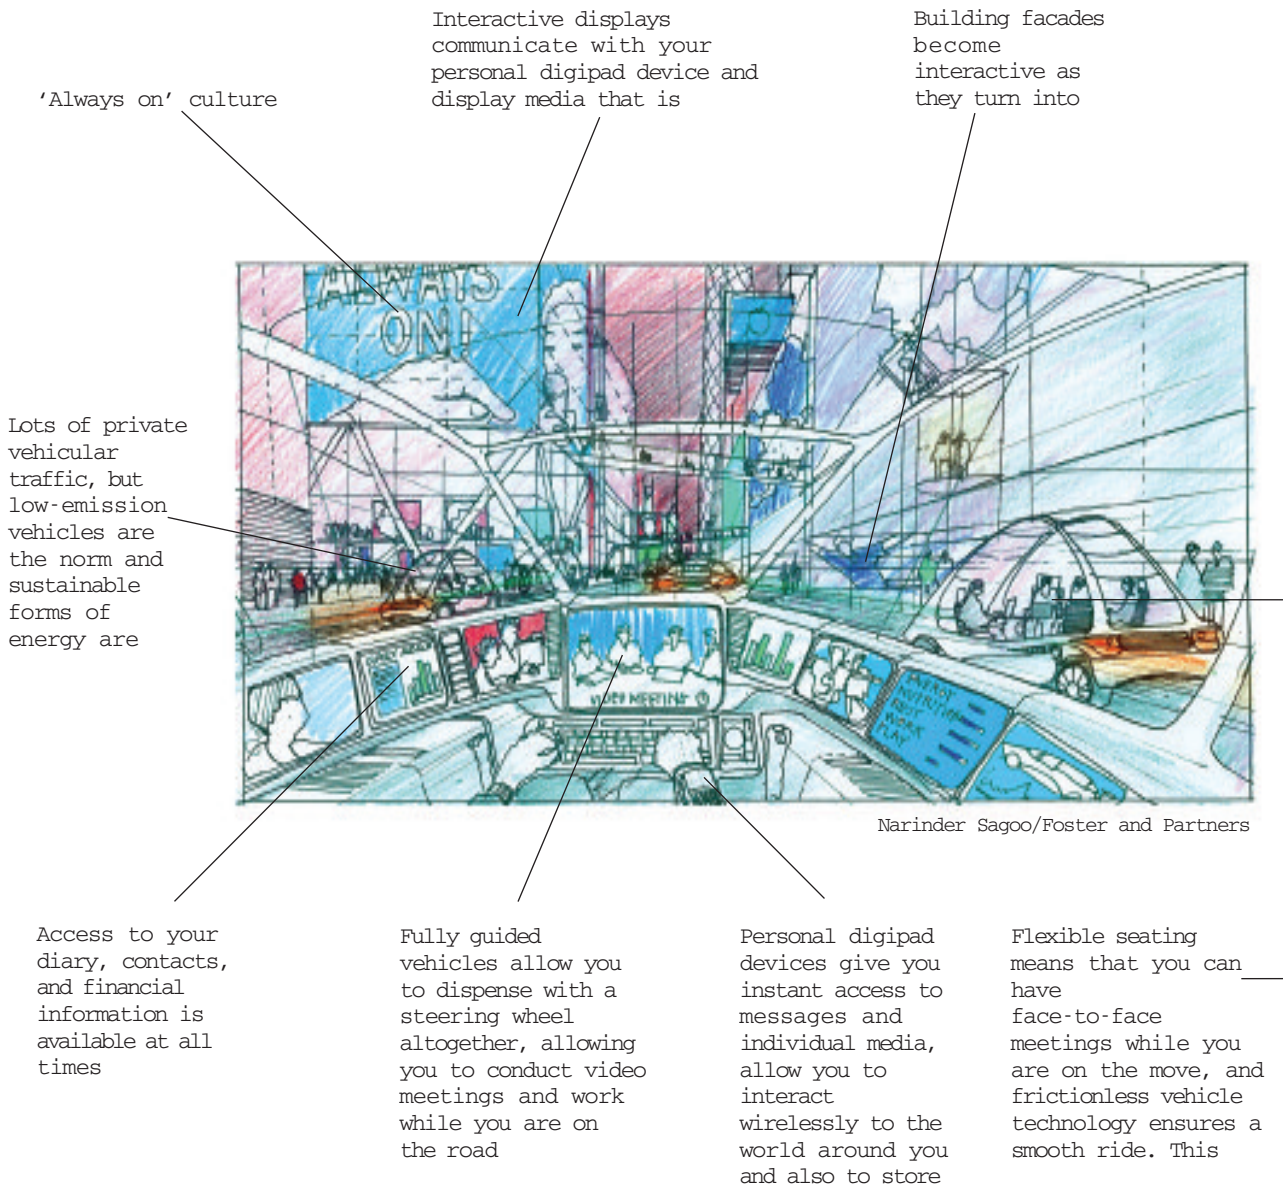 Interactive displays
communicate with your
personal digipad device and
display media that is
Building facades
become
interactive as
they turn into
‘Always on’ culture
ALWAYS
ON!
Lots of private
vehicular
traffic, but
low-emission
vehicles are
the norm and
sustainable
forms of
energy are
VIDEO MEETING
ENERGY
NUTRITION
REST
WORK
PLAY
Narinder Sagoo/Foster and Partners
Access to your
diary, contacts,
and financial
information is
available at all
times
Fully guided
vehicles allow you
to dispense with a
steering wheel
altogether, allowing
you to conduct video
meetings and work
while you are on
the road
Personal digipad
devices give you
instant access to
messages and
individual media,
allow you to
interact
wirelessly to the
world around you
and also to store
Flexible seating
means that you can
have
face-to-face
meetings while you
are on the move, and
frictionless vehicle
technology ensures a
smooth ride. This